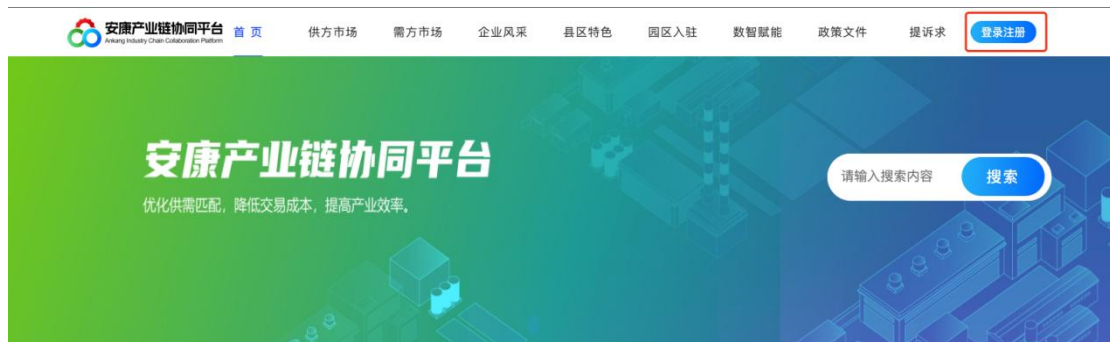 安康产业链协同平台
Ankang Industry Chain Collaboration Platform
首 页 供方市场 需方市场 企业风采 县区特色 园区入驻 数智赋能 政策文件 提诉求 登录注册
安康产业链协同平台
请输入搜索内容 搜索
优化供需匹配，降低交易成本，提高产业效率。